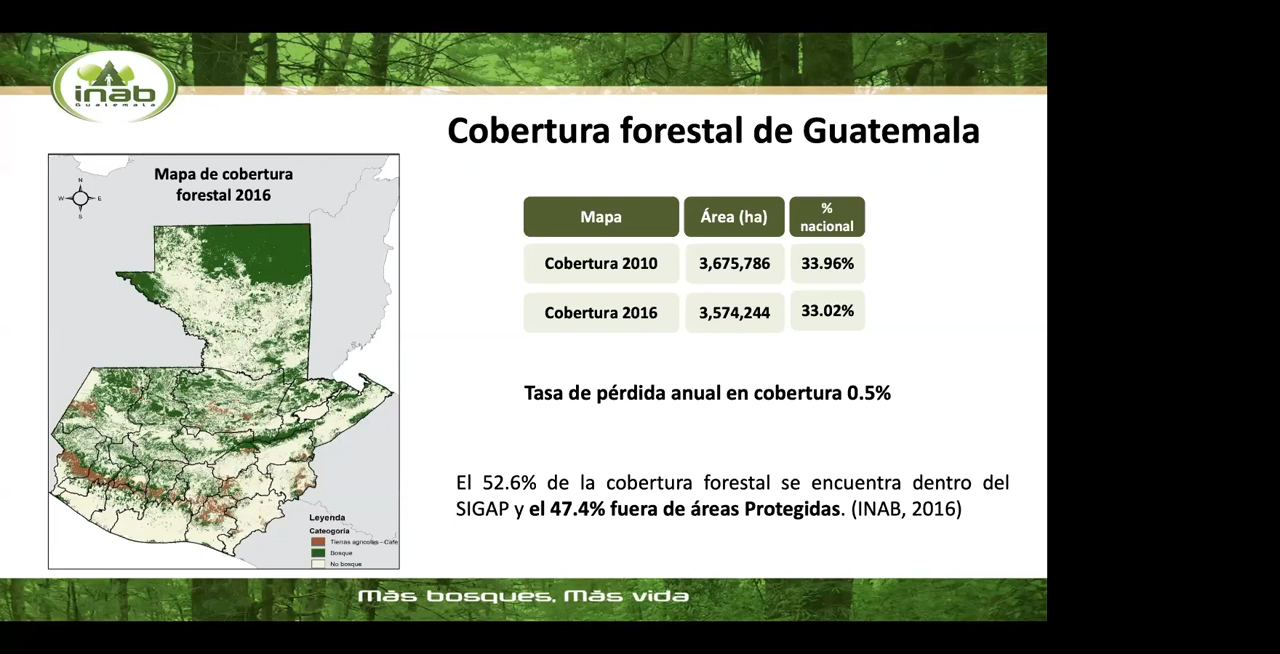 inab
Guatemala
Cobertura forestal de Guatemala
Mapa de cobertura
forestal 2016
N
W
E
S
Mapa
Área (ha)
%
nacional
Cobertura 2010
3,675,786
33.96%
Cobertura 2016
3,574,244
33.02%
Tasa de pérdida anual en cobertura 0.5%
El 52.6% de la cobertura forestal se encuentra dentro del
SIGAP y el 47.4% fuera de áreas Protegidas. (INAB, 2016)
Leyenda
Cateogoria
Tierras agricolas - Cafe
Bosque
No bosque
Más bosques, Más vida